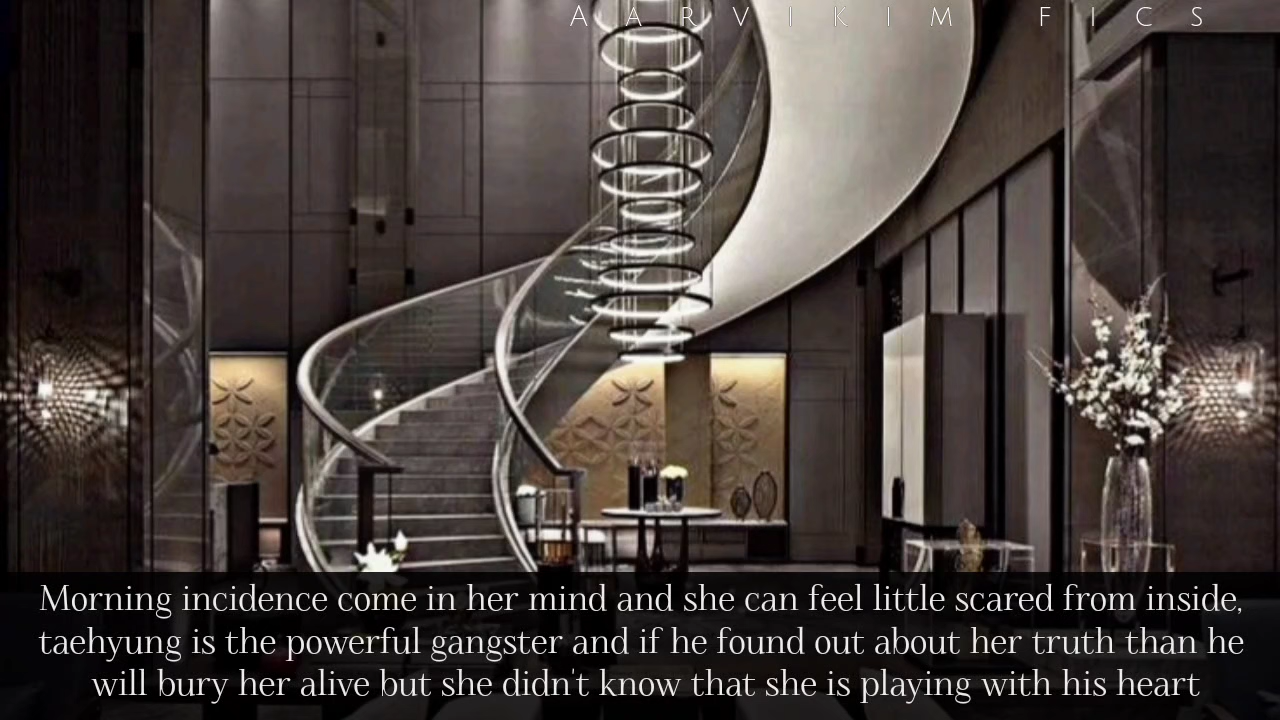 AARVIKIM FICS
Morning incidence come in her mind and she can feel little scared from inside,
taehyung is the powerful gangster and if he found out about her truth than he
will bury her alive but she didn't know that she is playing with his heart